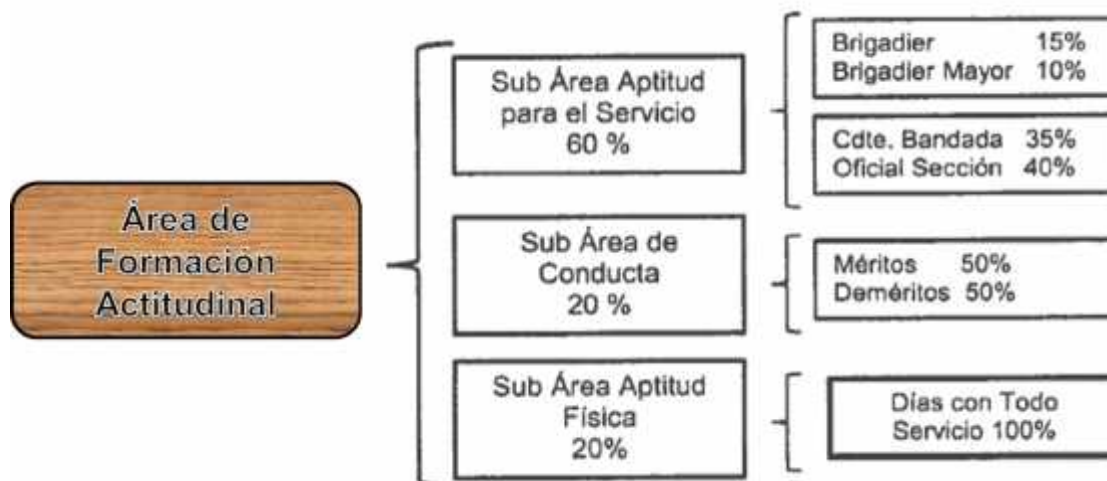 Área de
Formación
Actitudinal
Sub Área Aptitud
para el Servicio
60 %
Brigadier 15%
Brigadier Mayor 10%
Cdte. Bandada 35%
Oficial Sección 40%
Sub Área de
Conducta
20 %
Méritos 50%
Deméritos 50%
Sub Área Aptitud
Física
20%
Días con Todo
Servicio 100%